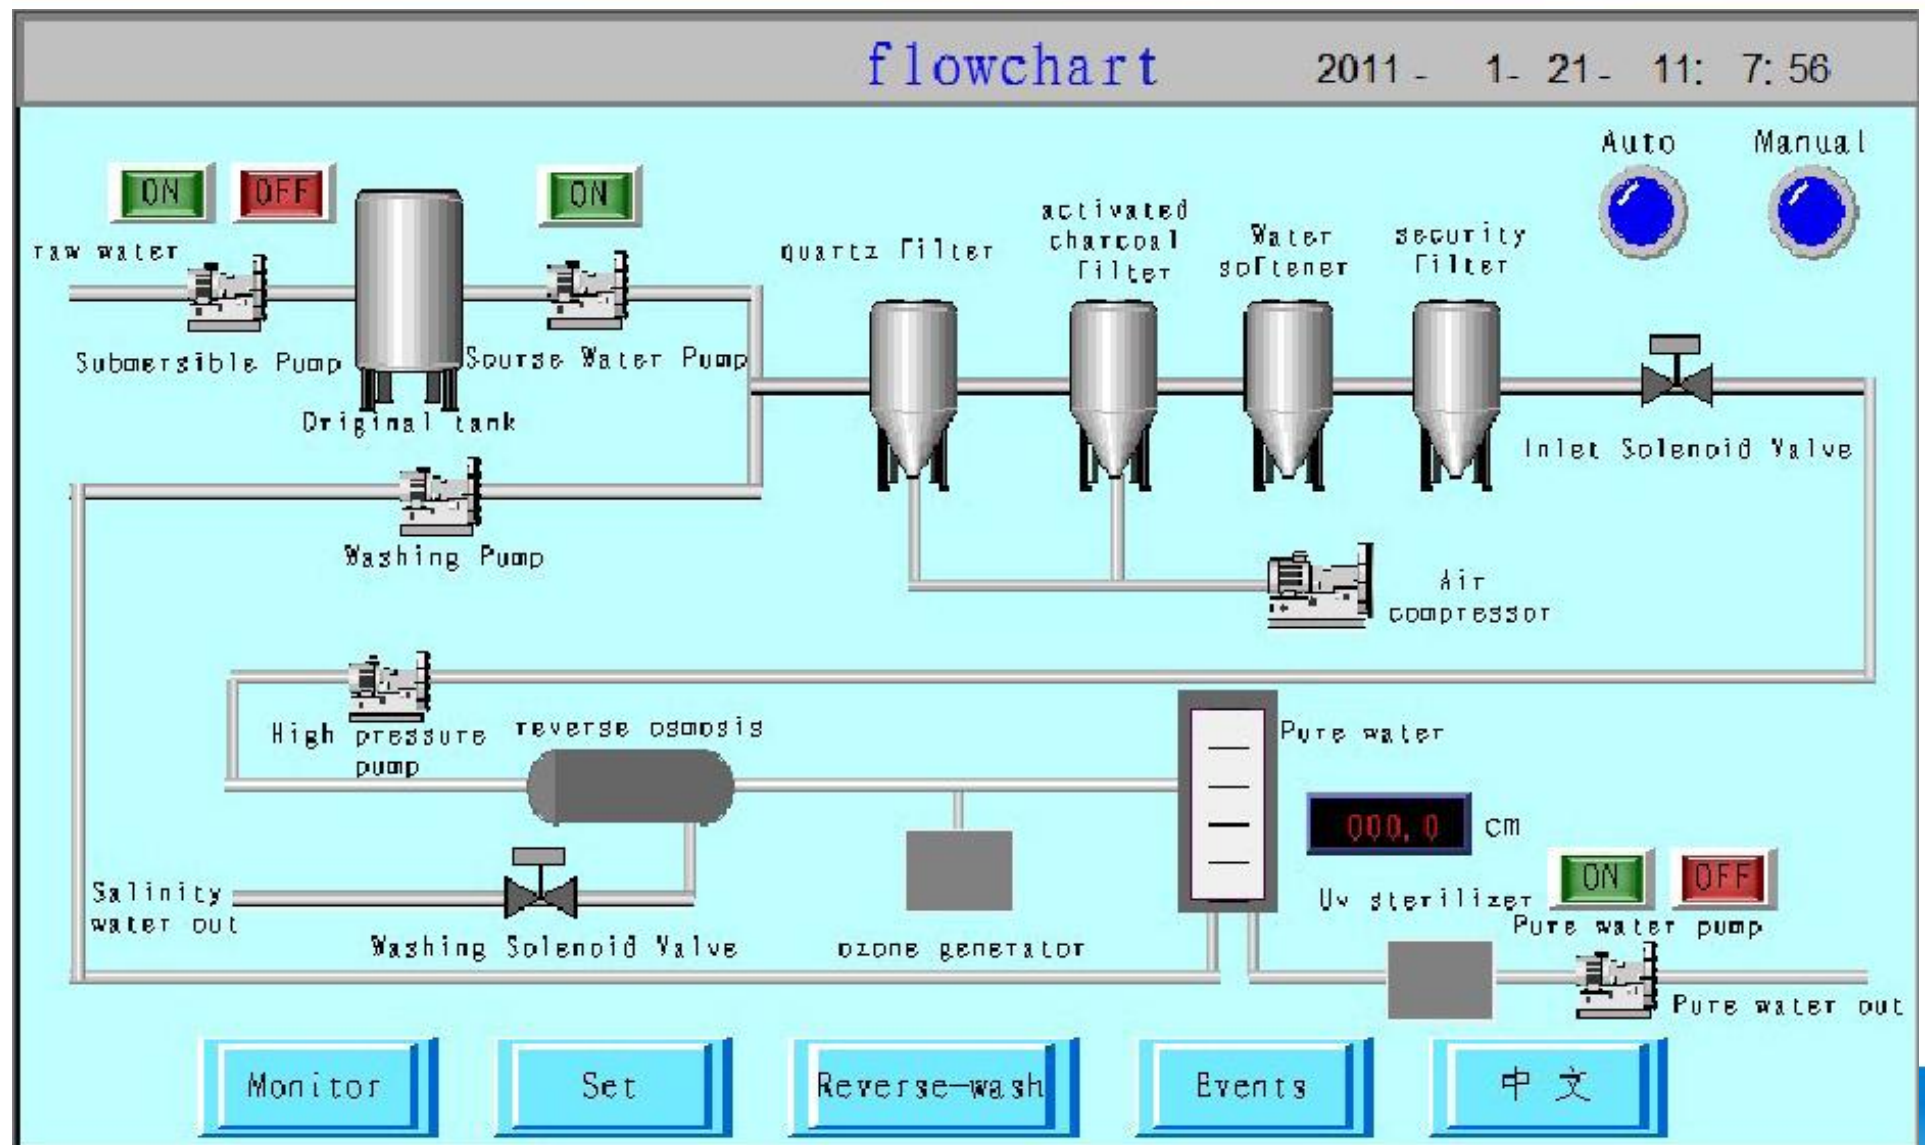 flowchart 2011 - 1- 21- 11: 7: 56
Auto Manual
ON OFF ON
raw water
quartz filter
activated
charcoal
filter
Water
softener
security
filter
Submersible Pump
Sourse Water Pump
Original tank
Inlet Solenoid Valve
Washing Pump
Air
compressor
High pressure
pump
reverse osmosis
Pure water
000.0 cm
ON OFF
Uv sterilizer
Pure water pump
Salinity
water out
Washing Solenoid Valve
ozone generator
Pure water out
Monitor Set Reverse-wash Events 中文